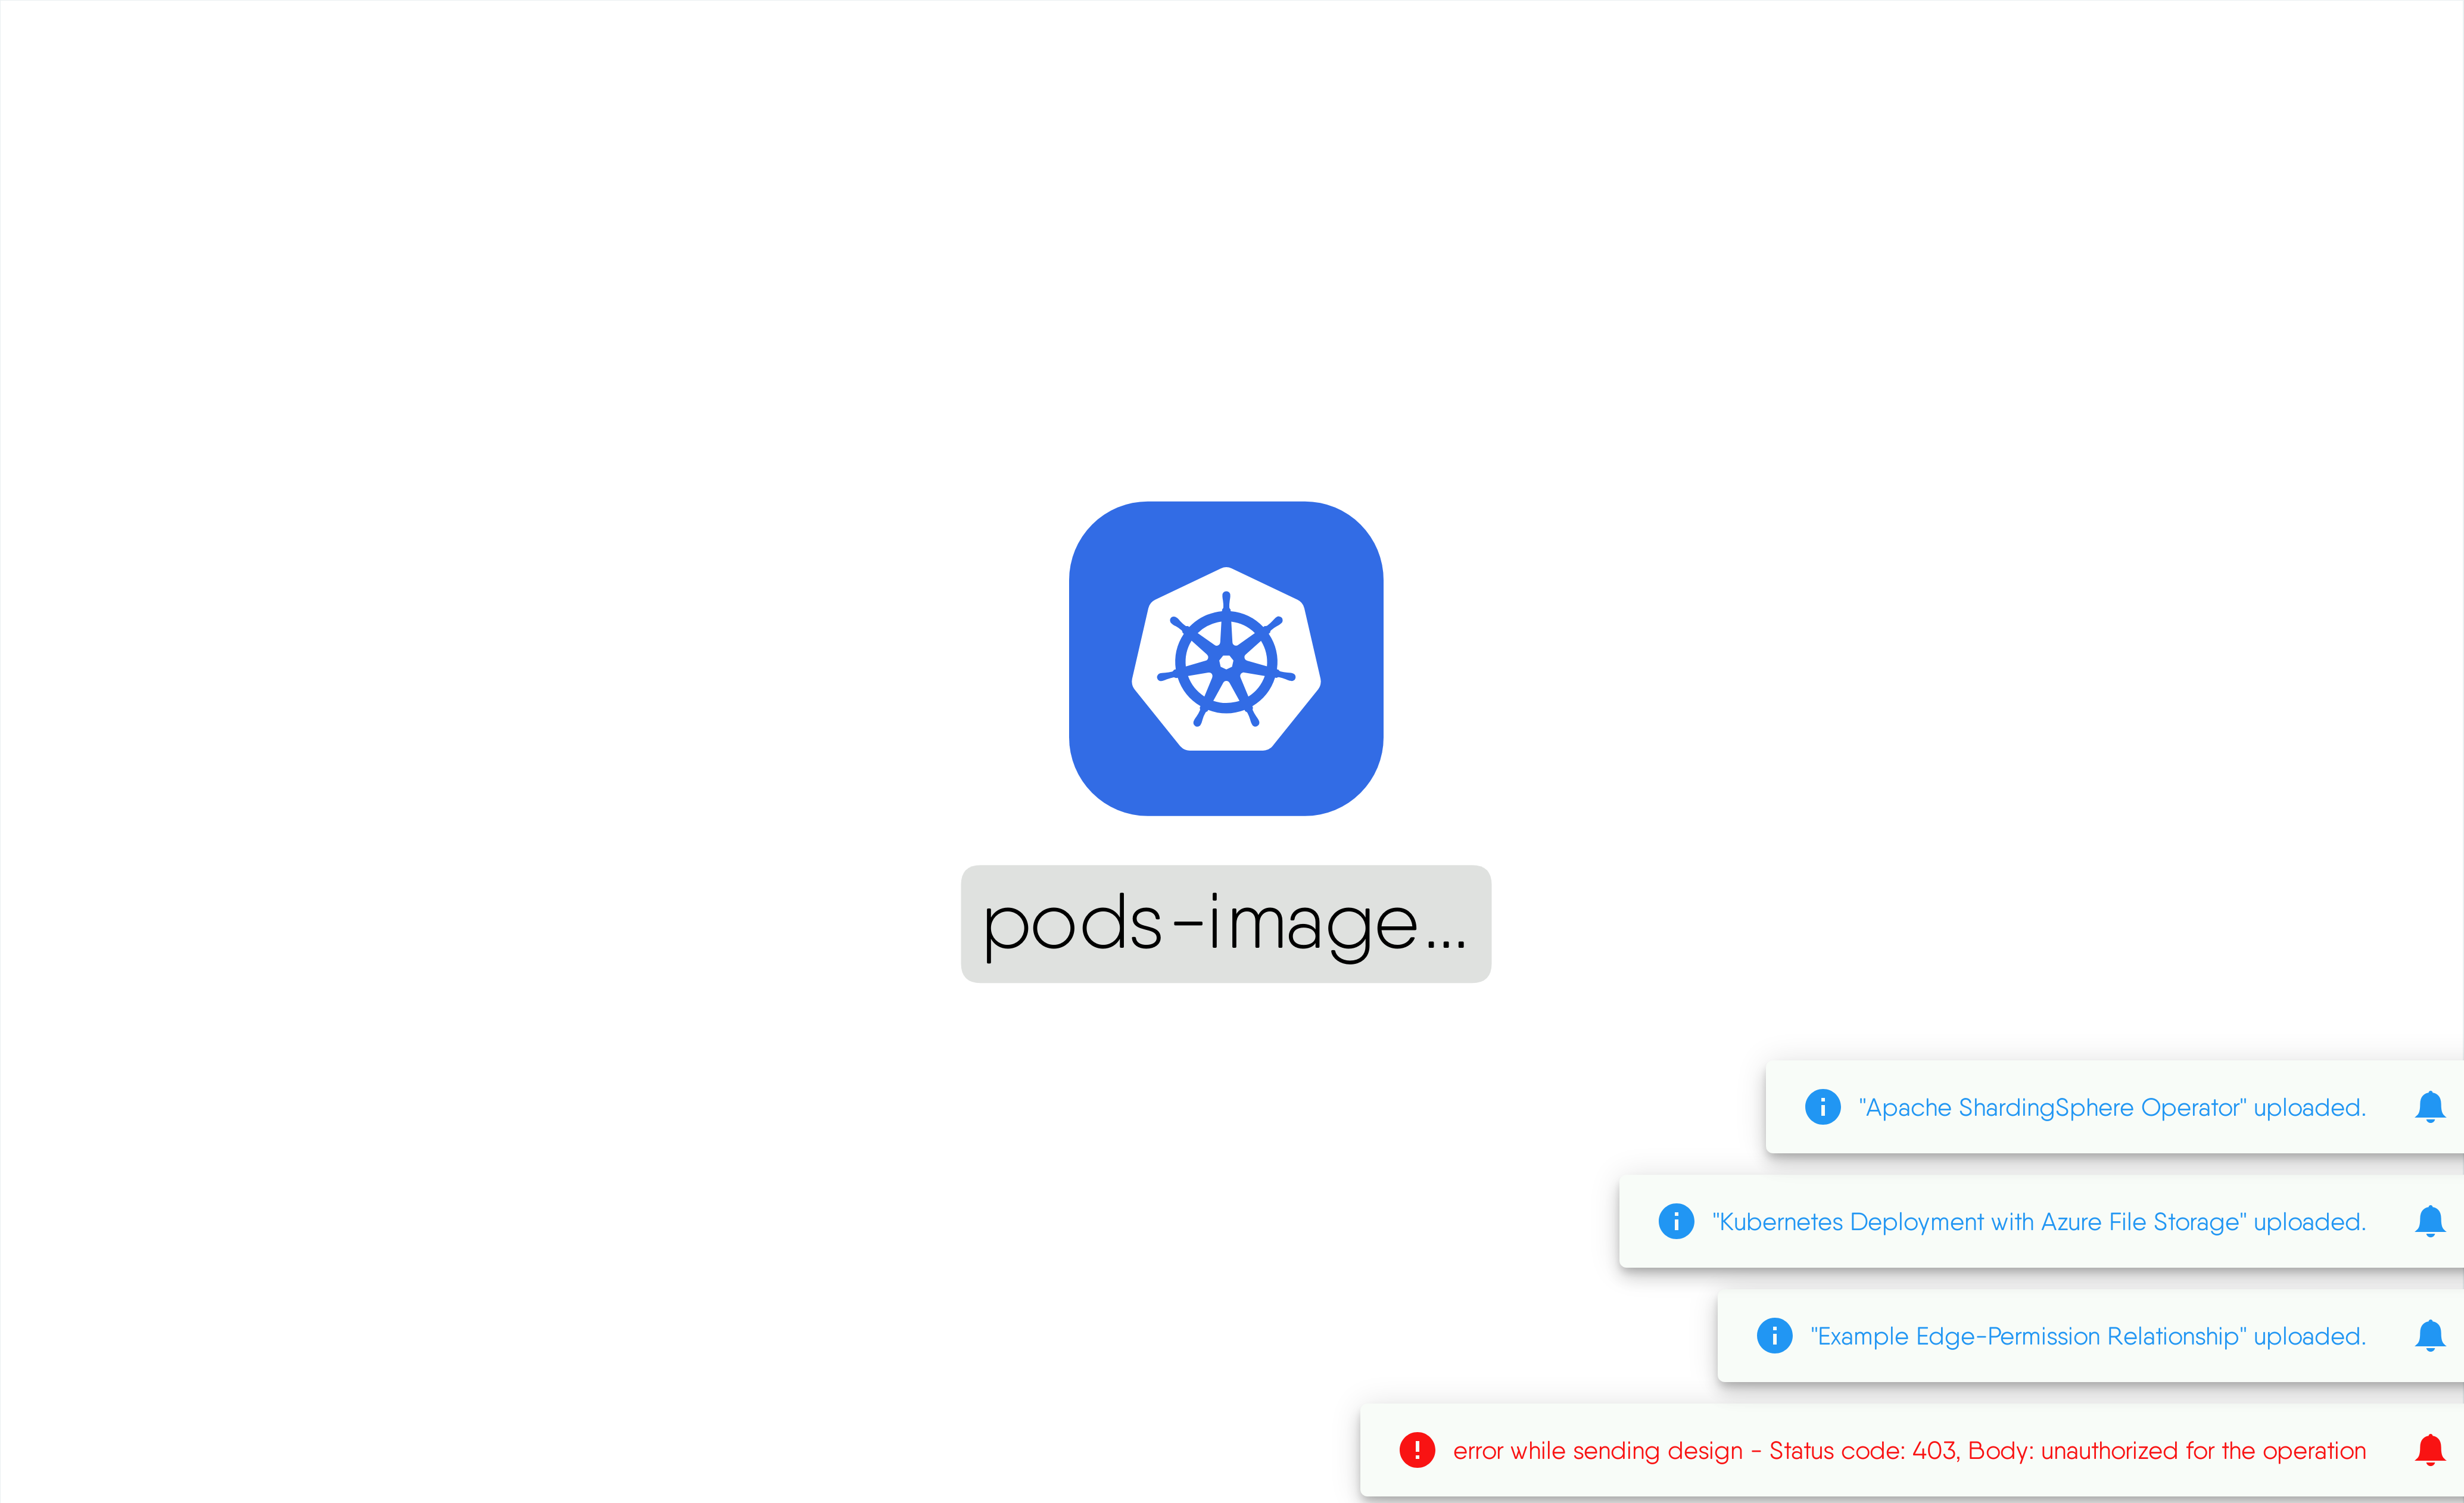 pods-image...
"Apache ShardingSphere Operator" uploaded.
"Kubernetes Deployment with Azure File Storage" uploaded.
"Example Edge-Permission Relationship" uploaded.
error while sending design - Status code: 403, Body: unauthorized for the operation